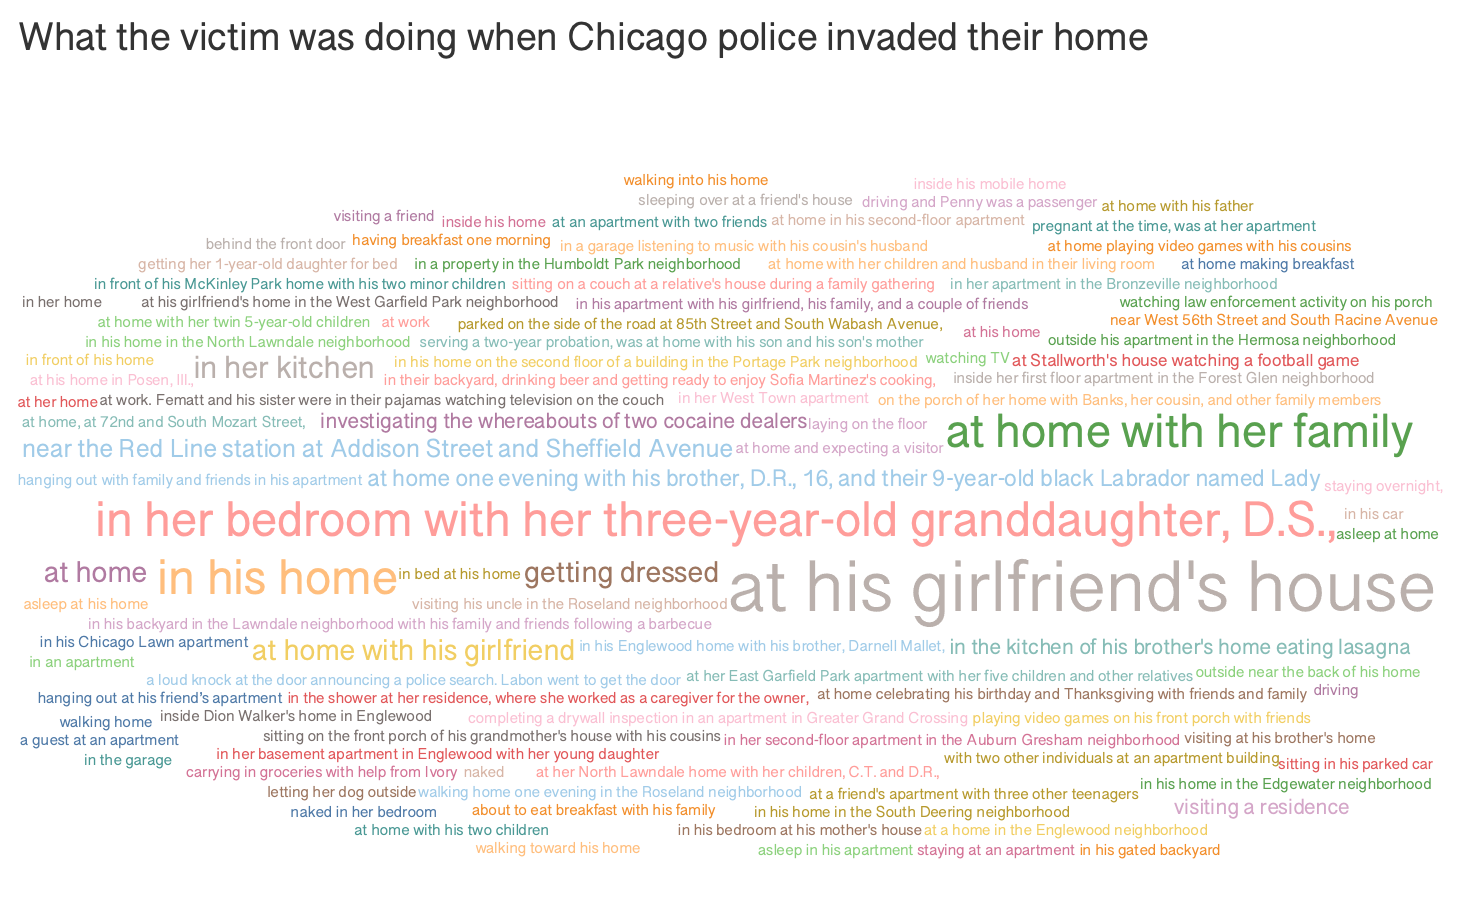 What the victim was doing when Chicago police invaded their home
walking into his home
inside his mobile home
sleeping over at a friend's house
driving and Penny was a passenger
at home with his father
visiting a friend
inside his home
at an apartment with two friends
at home in his second-floor apartment
pregnant at the time, was at her apartment
behind the front door
having breakfast one morning
in a garage listening to music with his cousin's husband
at home playing video games with his cousins
getting her 1-year-old daughter for bed
in a property in the Humboldt Park neighborhood
at home with her children and husband in their living room
at home making breakfast
in front of his McKinley Park home with his two minor children
sitting on a couch at a relative's house during a family gathering
in her apartment in the Bronzeville neighborhood
in her home
at his girlfriend's home in the West Garfield Park neighborhood
in his apartment with his girlfriend, his family, and a couple of friends
watching law enforcement activity on his porch
at home with her twin 5-year-old children
at work
parked on the side of the road at 85th Street and South Wabash Avenue,
at his home
near West 56th Street and South Racine Avenue
in his home in the North Lawndale neighborhood
serving a two-year probation, was at home with his son and his son's mother
outside his apartment in the Hermosa neighborhood
in front of his home
in her kitchen
in his home on the second floor of a building in the Portage Park neighborhood
watching TV
at Stallworth's house watching a football game
at his home in Posen, Ill.,
in their backyard, drinking beer and getting ready to enjoy Sofia Martinez's cooking,
inside her first floor apartment in the Forest Glen neighborhood
at her home
at work. Fematt and his sister were in their pajamas watching television on the couch
in her West Town apartment
on the porch of her home with Banks, her cousin, and other family members
at home, at 72nd and South Mozart Street,
investigating the whereabouts of two cocaine dealers
laying on the floor
at home with her family
near the Red Line station at Addison Street and Sheffield Avenue
at home and expecting a visitor
hanging out with family and friends in his apartment
at home one evening with his brother, D.R., 16, and their 9-year-old black Labrador named Lady
staying overnight,
in her bedroom with her three-year-old granddaughter, D.S.,
in his car
asleep at home
at home
in his home
in bed at his home
getting dressed
at his girlfriend's house
asleep at his home
visiting his uncle in the Roseland neighborhood
in his backyard in the Lawndale neighborhood with his family and friends following a barbecue
in his Chicago Lawn apartment
at home with his girlfriend
in his Englewood home with his brother, Darnell Mallet,
in the kitchen of his brother's home eating lasagna
in an apartment
a loud knock at the door announcing a police search. Labon went to get the door
at her East Garfield Park apartment with her five children and other relatives
outside near the back of his home
hanging out at his friend's apartment
in the shower at her residence, where she worked as a caregiver for the owner,
at home celebrating his birthday and Thanksgiving with friends and family
driving
walking home
inside Dion Walker's home in Englewood
completing a drywall inspection in an apartment in Greater Grand Crossing
playing video games on his front porch with friends
a guest at an apartment
sitting on the front porch of his grandmother's house with his cousins
in her second-floor apartment in the Auburn Gresham neighborhood
visiting at his brother's home
in the garage
in her basement apartment in Englewood with her young daughter
with two other individuals at an apartment building
sitting in his parked car
carrying in groceries with help from Ivory
naked
at her North Lawndale home with her children, C.T. and D.R.,
in his home in the Edgewater neighborhood
letting her dog outside
walking home one evening in the Roseland neighborhood
at a friend's apartment with three other teenagers
visiting a residence
naked in her bedroom
about to eat breakfast with his family
in his home in the South Deering neighborhood
at home with his two children
in his bedroom at his mother's house
at a home in the Englewood neighborhood
walking toward his home
asleep in his apartment
staying at an apartment
in his gated backyard